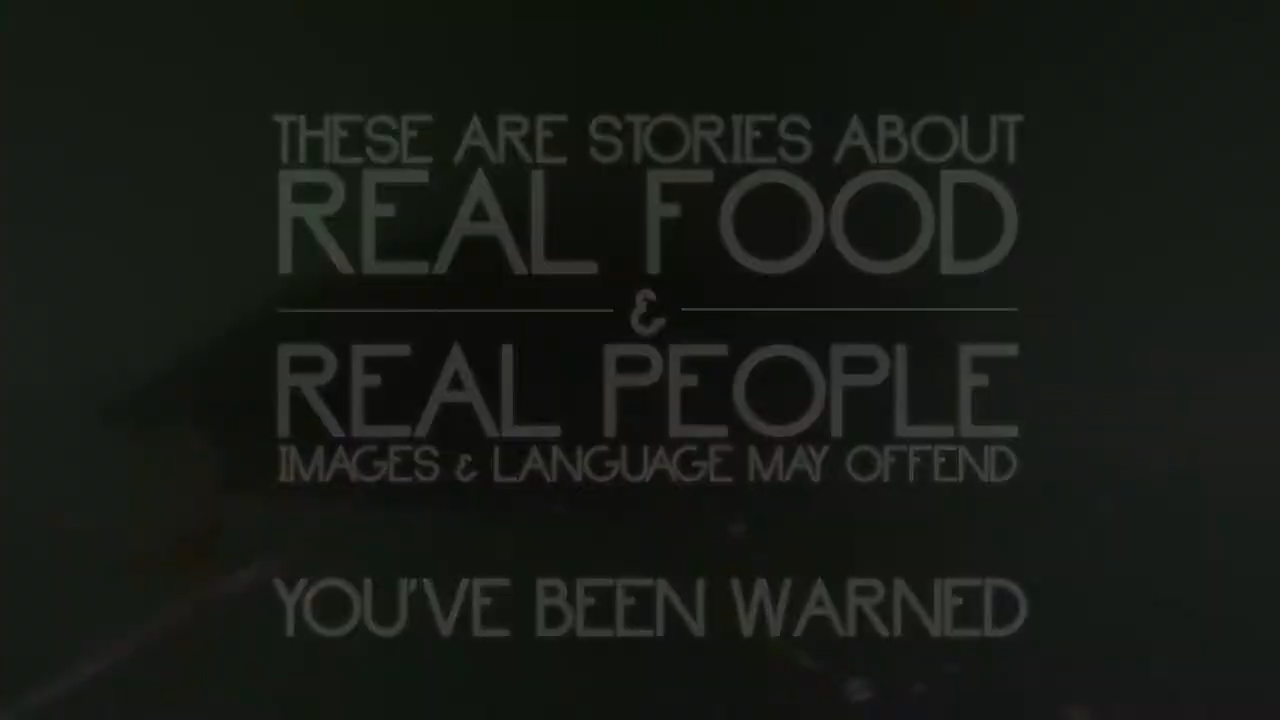 THESE ARE STORIES ABOUT
REAL FOOD
&
REAL PEOPLE
IMAGES & LANGUAGE MAY OFFEND
YOU'VE BEEN WARNED